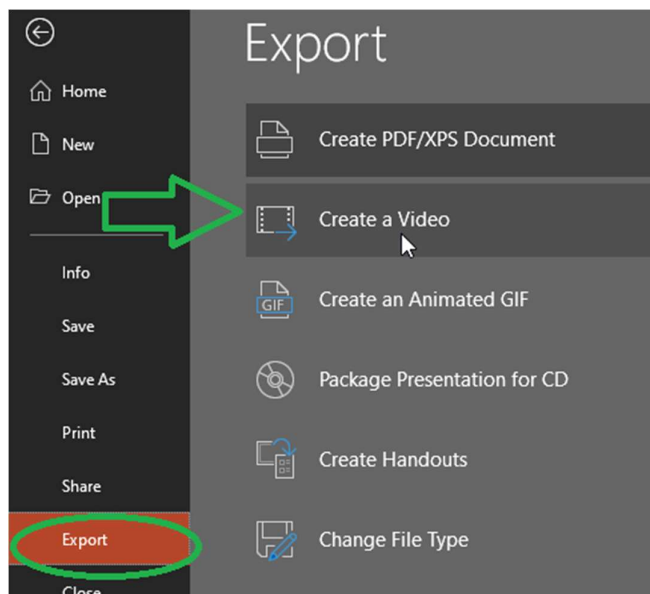 Export
Home
New
Open
Info
Save
Save As
Print
Share
Export
Close
Create PDF/XPS Document
Create a Video
GIF
Create an Animated GIF
Package Presentation for CD
Create Handouts
Change File Type